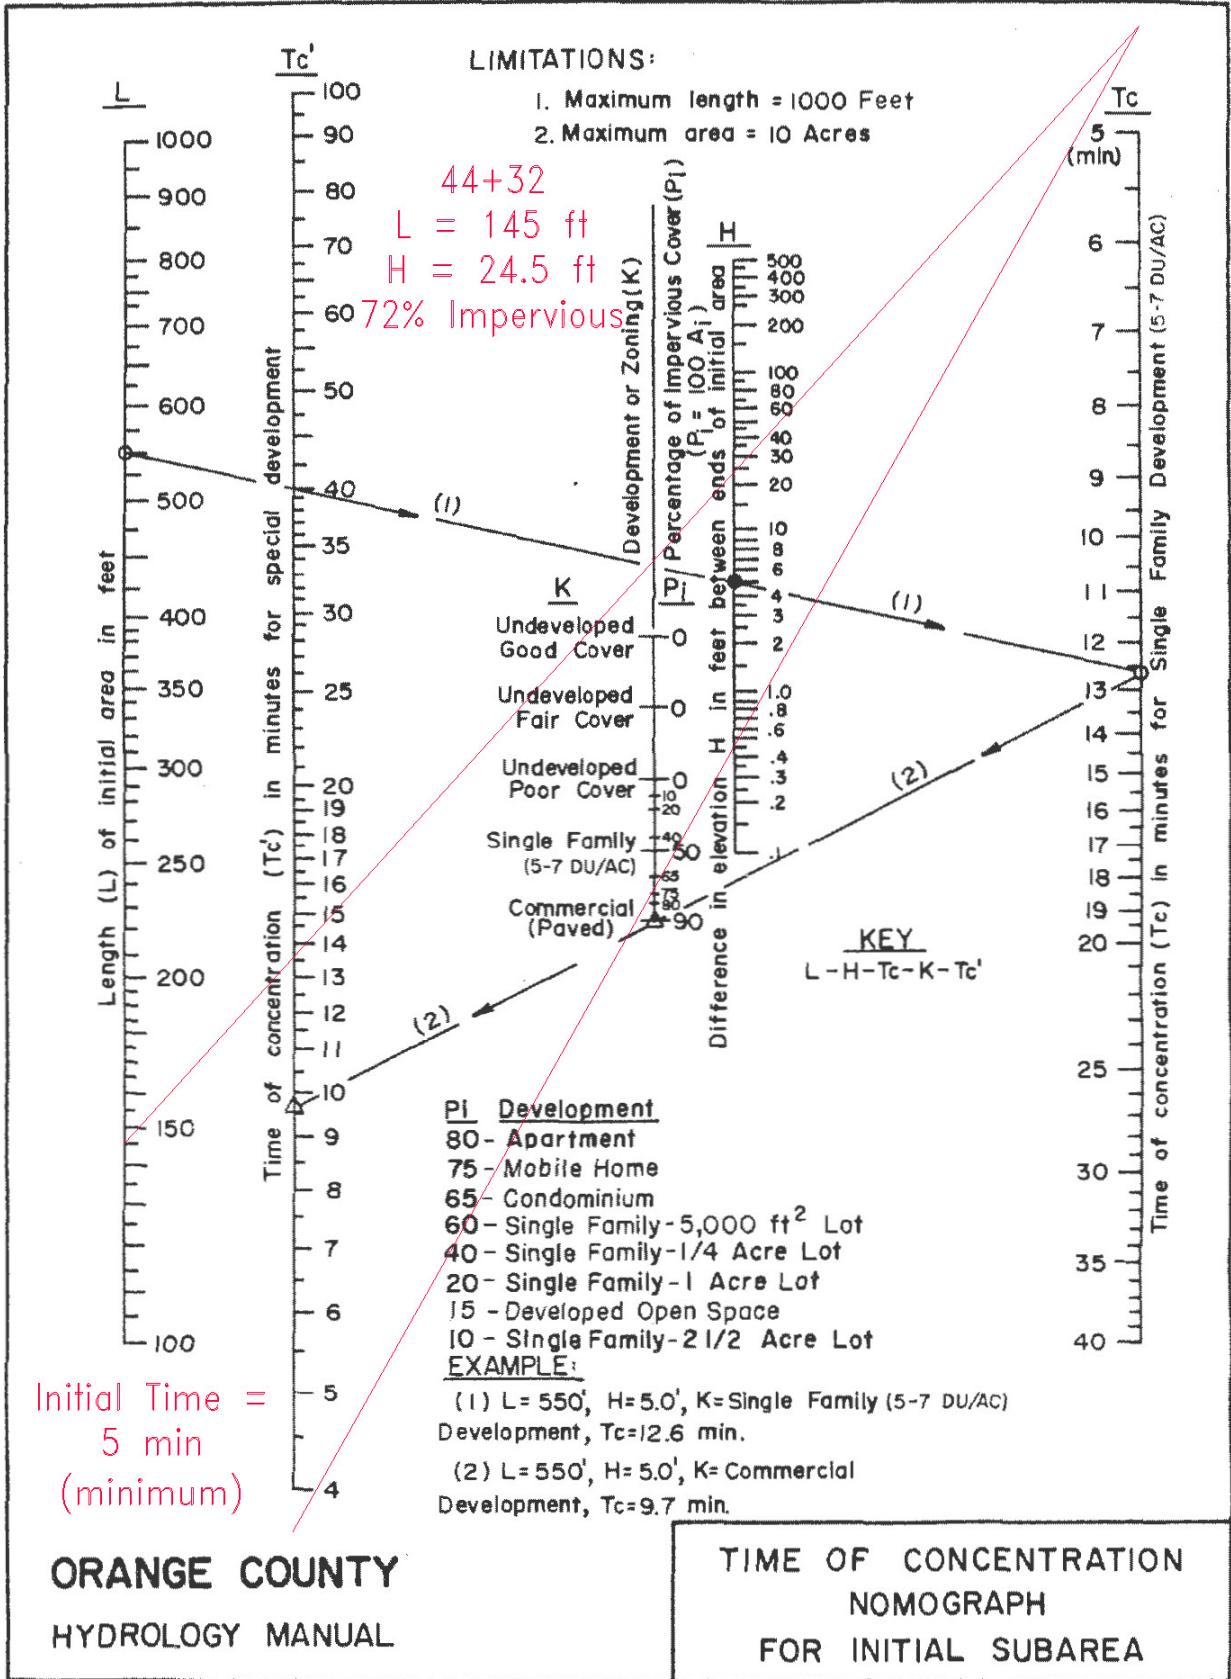 LIMITATIONS:
1. Maximum length = 1000 Feet
2. Maximum area = 10 Acres
44+32
L = 145 ft
H = 24.5 ft
72% Impervious
L
1000
900
800
700
600
500
400
350
300
250
200
150
100
Length (L) of initial area in feet
Tc'
100
90
80
70
60
50
40
35
30
25
20
19
18
17
16
15
14
13
12
11
10
9
8
7
6
5
4
Time of concentration (Tc') in minutes for special development
(1)
(1)
(2)
(2)
Development or Zoning (K)
Percentage of Impervious Cover (Pi)
(Pi = 100 Ai)
K
Pi
Undeveloped
Good Cover
0
Undeveloped
Fair Cover
0
Undeveloped
Poor Cover
0
10
20
40
Single Family
(5-7 DU/AC)
50
65
75
80
Commercial
(Paved)
90
H
500
400
300
200
100
80
60
40
30
20
10
8
6
4
3
2
1.0
.8
.6
.4
.3
.2
.1
Difference in elevation H in feet between ends of initial area
Tc
5
(min)
6
7
8
9
10
11
12
13
14
15
16
17
18
19
20
25
30
35
40
Time of concentration (Tc) in minutes for Single Family Development (5-7 DU/AC)
KEY
L-H-Tc-K-Tc'
Pi Development
80- Apartment
75- Mobile Home
65- Condominium
60- Single Family-5,000 ft² Lot
40- Single Family-1/4 Acre Lot
20- Single Family-1 Acre Lot
15 - Developed Open Space
10 - Single Family-2 1/2 Acre Lot
EXAMPLE:
(1) L= 550', H= 5.0', K= Single Family (5-7 DU/AC)
Development, Tc=12.6 min.
(2) L= 550', H= 5.0', K= Commercial
Development, Tc=9.7 min.
Initial Time =
5 min
(minimum)
ORANGE COUNTY
HYDROLOGY MANUAL
TIME OF CONCENTRATION
NOMOGRAPH
FOR INITIAL SUBAREA